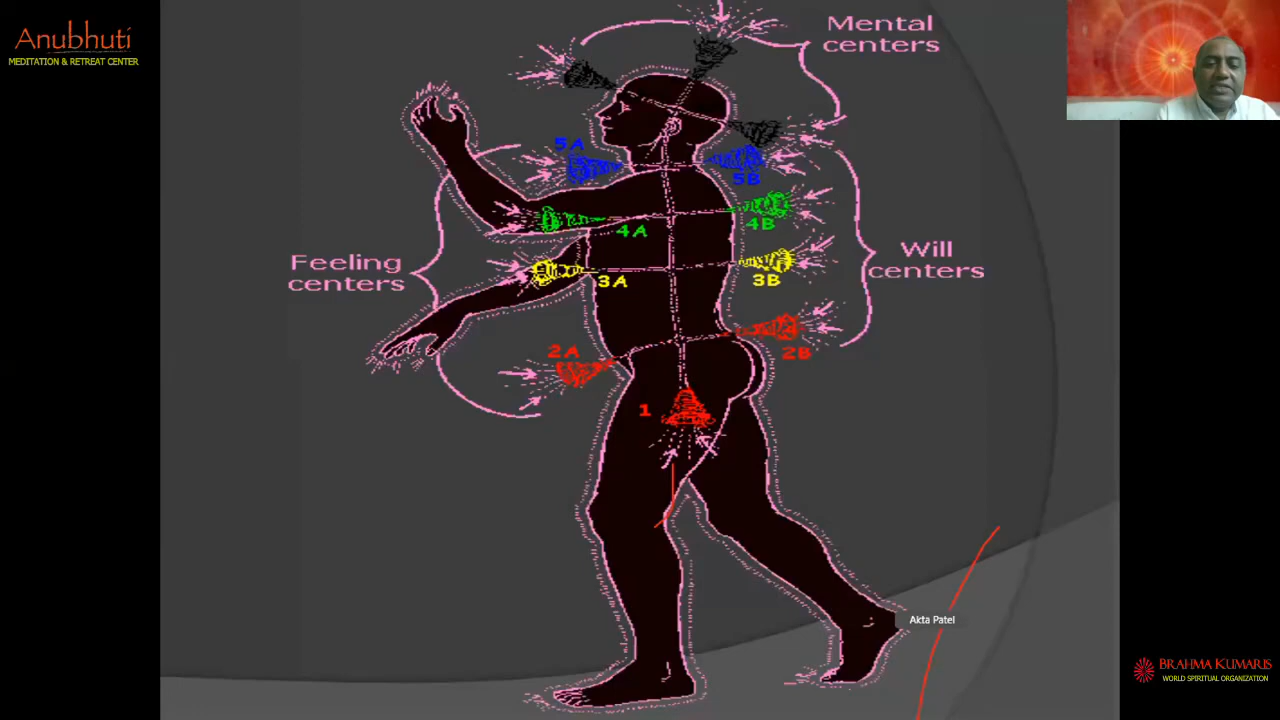 Anubhuti
MEDITATION & RETREAT CENTER
Mental
centers
5A
5B
4A
4B
Feeling
centers
Will
centers
3A
3B
2A
2B
1
Akta Patel
BRAHMA KUMARIS
WORLD SPIRITUAL ORGANIZATION